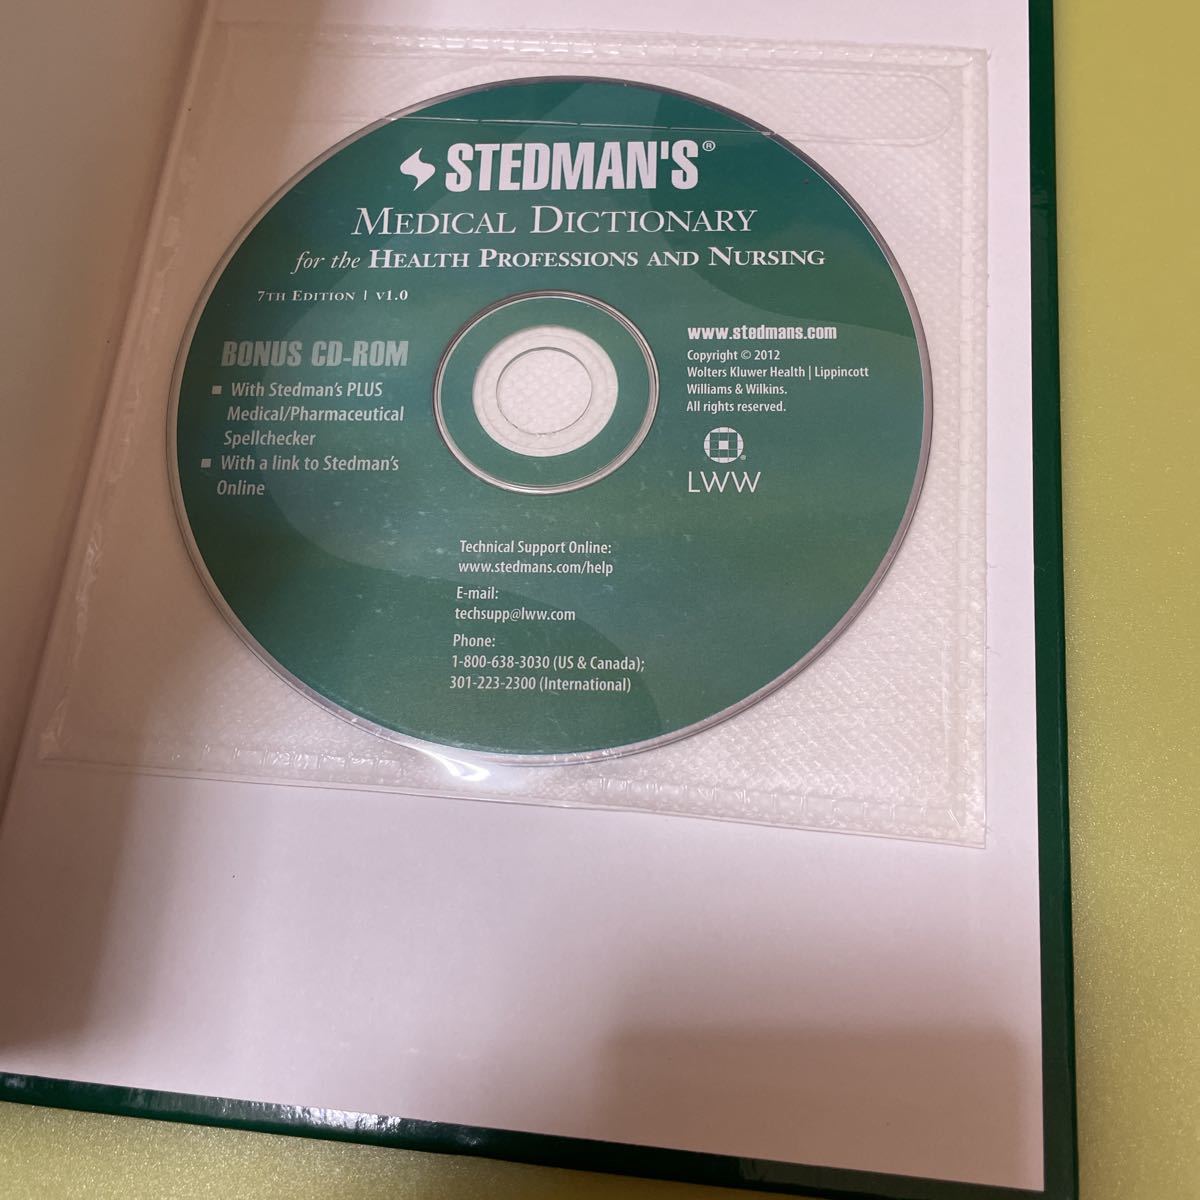 STEDMAN'S®
MEDICAL DICTIONARY
for the HEALTH PROFESSIONS AND NURSING
7TH EDITION | V1.0
BONUS CD-ROM
■ With Stedman's PLUS
Medical/Pharmaceutical
Spellchecker
■ With a link to Stedman's
Online
www.stedmans.com
Copyright © 2012
Wolters Kluwer Health | Lippincott
Williams & Wilkins.
All rights reserved.
LWW
Technical Support Online:
www.stedmans.com/help
E-mail:
techsupp@lww.com
Phone:
1-800-638-3030 (US & Canada);
301-223-2300 (International)